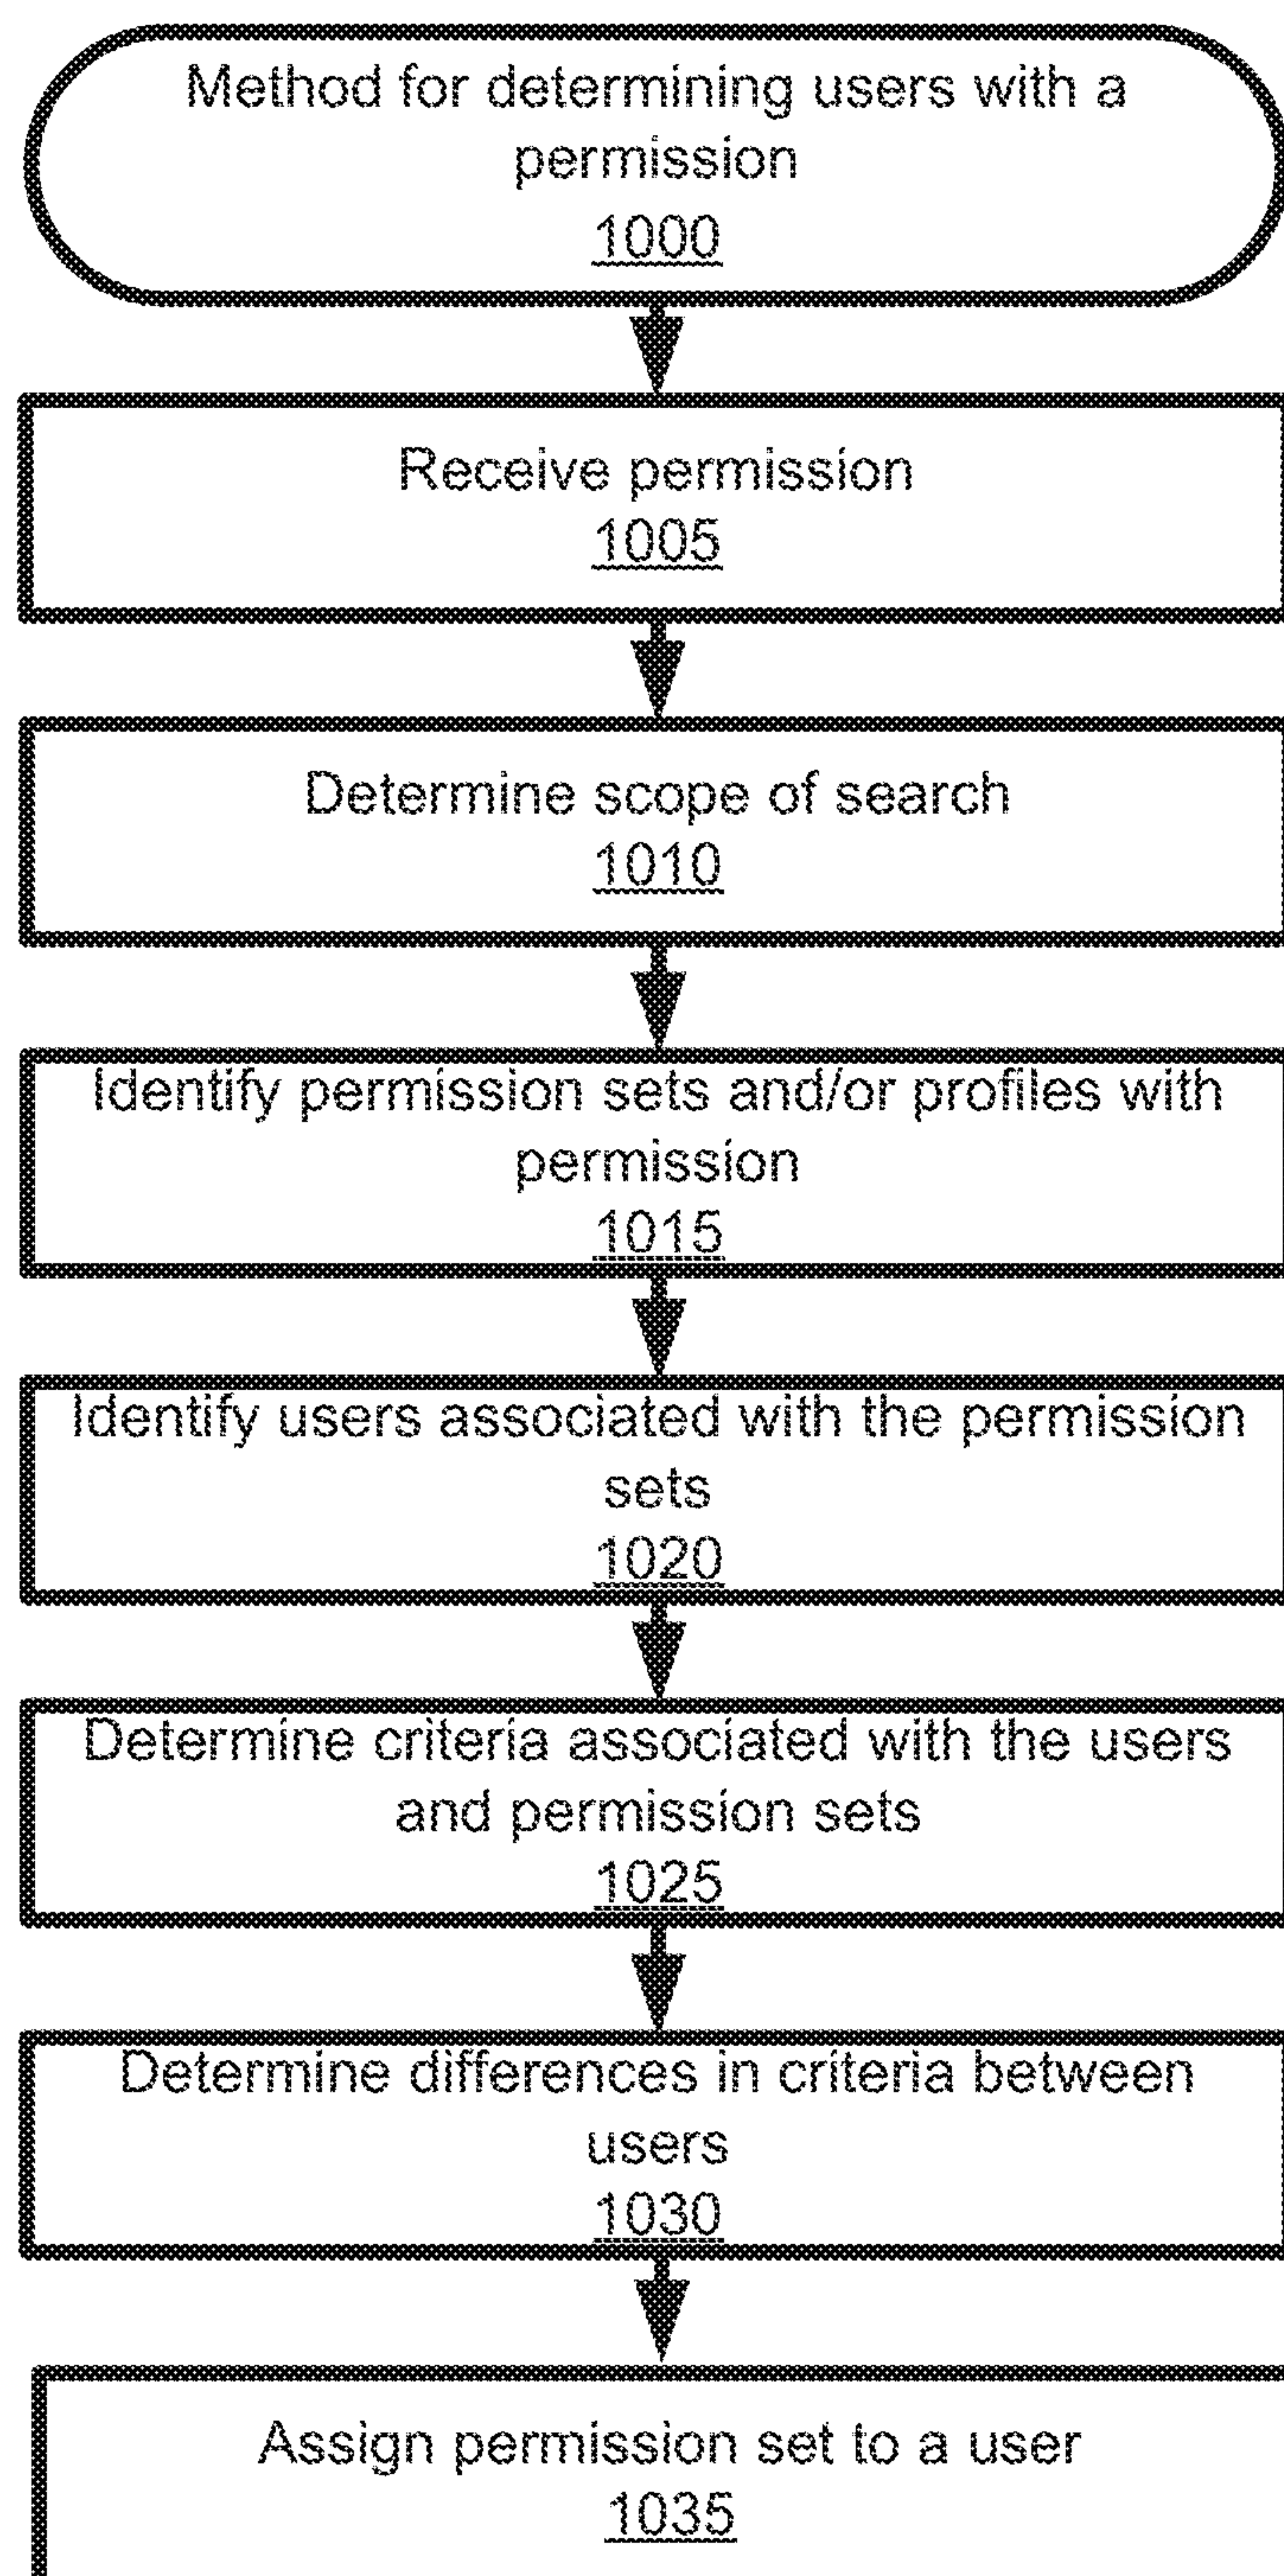 Method for determining users with a
permission
1000
Receive permission
1005
Determine scope of search
1010
Identify permission sets and/or profiles with
permission
1015
Identify users associated with the permission
sets
1020
Determine criteria associated with the users
and permission sets
1025
Determine differences in criteria between
users
1030
Assign permission set to a user
1035